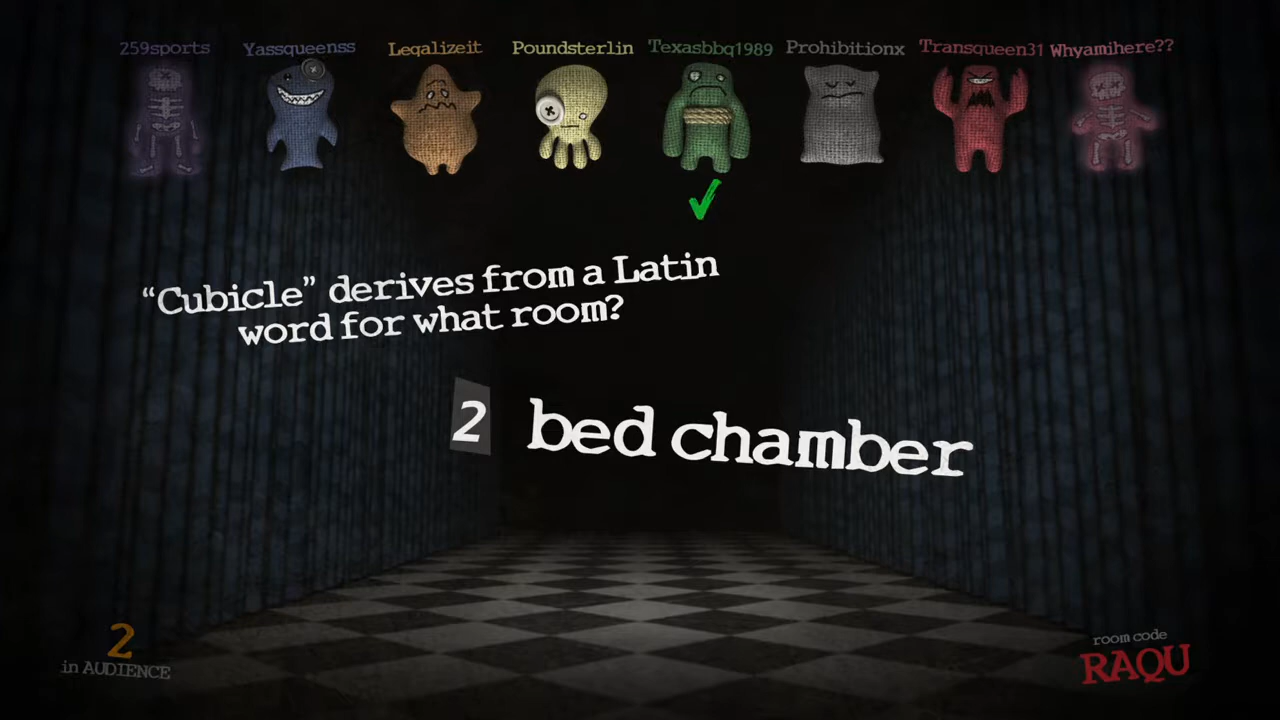 259sports Yassqueenss Legalizeit Poundsterlin Texasbbq1989 Prohibitionx Transqueen31 Whyamihere??
“Cubicle” derives from a Latin
word for what room?
2 bed chamber
2
in AUDIENCE
room code
RAQU